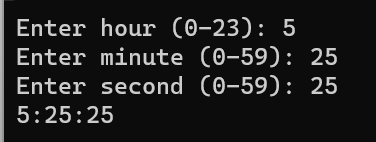 Enter hour (0-23): 5
Enter minute (0-59): 25
Enter second (0-59): 25
5:25:25